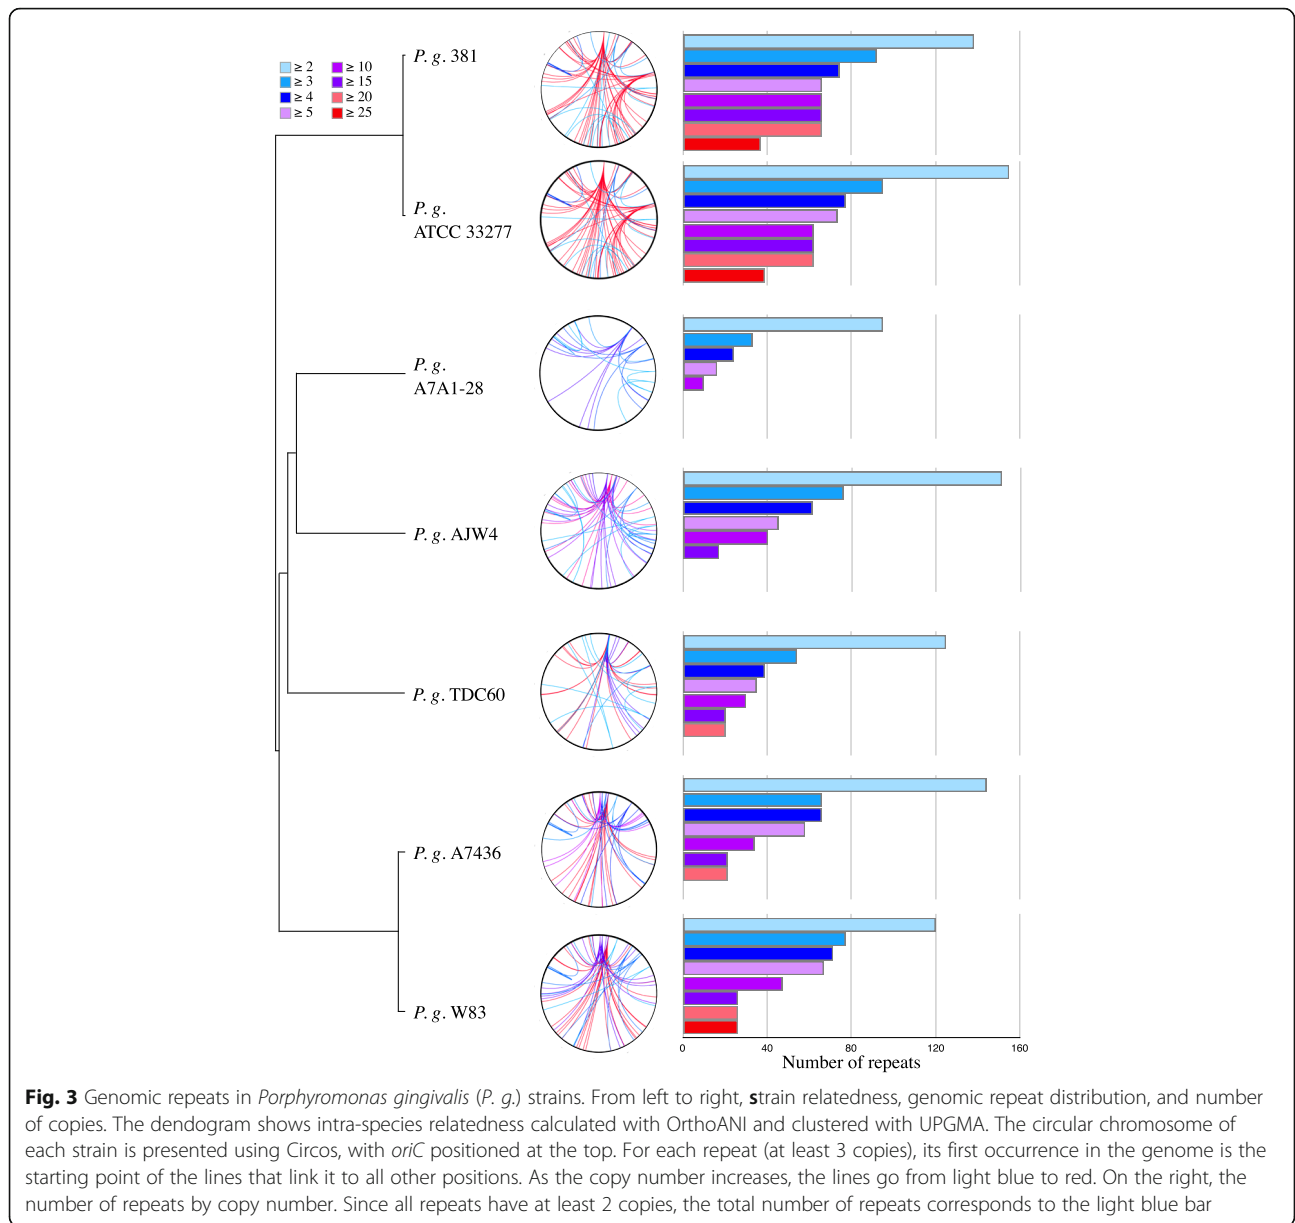 P. g. 381
≥ 2
≥ 10
≥ 3
≥ 15
≥ 4
≥ 20
≥ 5
≥ 25
P. g.
ATCC 33277
P. g.
A7A1-28
P. g. AJW4
P. g. TDC60
P. g. A7436
P. g. W83
0 40 80 120 160
Number of repeats
Fig. 3 Genomic repeats in Porphyromonas gingivalis (P. g.) strains. From left to right, strain relatedness, genomic repeat distribution, and number
of copies. The dendogram shows intra-species relatedness calculated with OrthoANI and clustered with UPGMA. The circular chromosome of
each strain is presented using Circos, with oriC positioned at the top. For each repeat (at least 3 copies), its first occurrence in the genome is the
starting point of the lines that link it to all other positions. As the copy number increases, the lines go from light blue to red. On the right, the
number of repeats by copy number. Since all repeats have at least 2 copies, the total number of repeats corresponds to the light blue bar